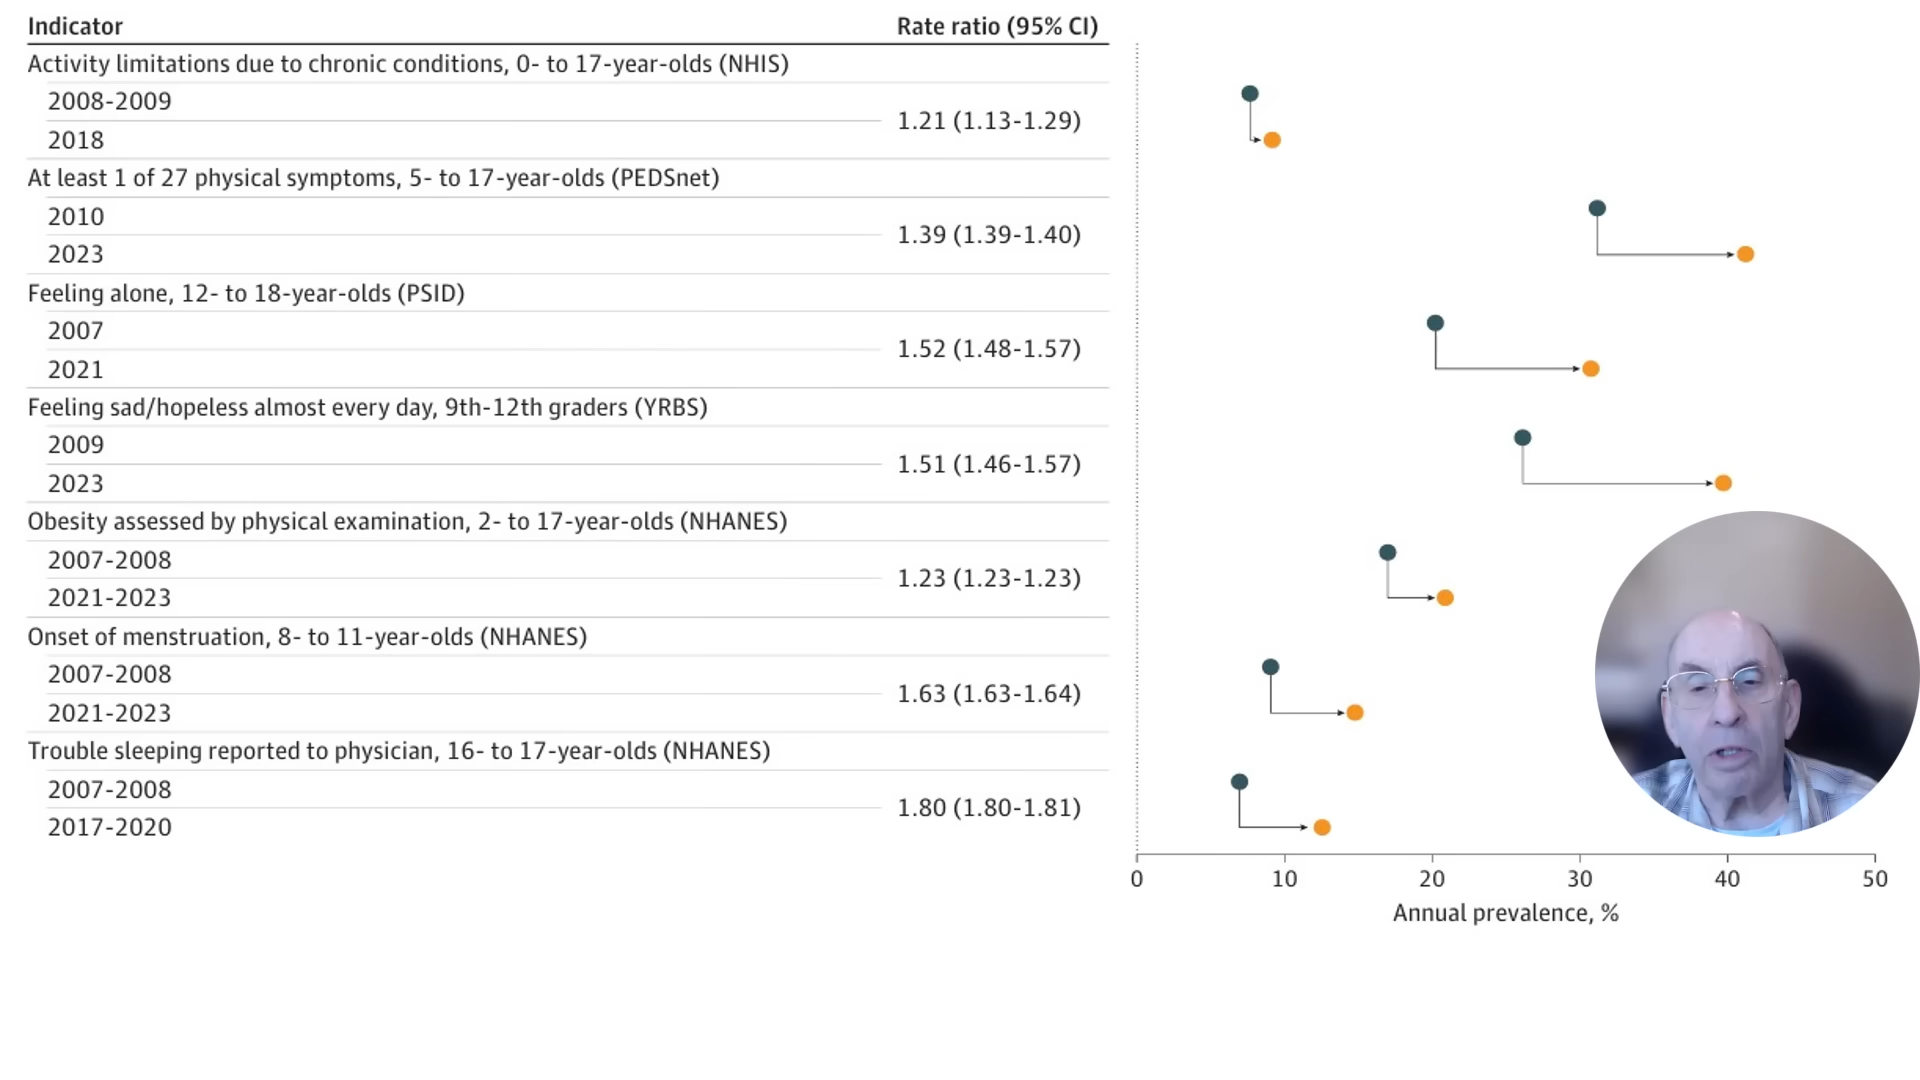 Indicator Rate ratio (95% CI)
Activity limitations due to chronic conditions, 0- to 17-year-olds (NHIS)
2008-2009
1.21 (1.13-1.29)
2018
At least 1 of 27 physical symptoms, 5- to 17-year-olds (PEDSnet)
2010
1.39 (1.39-1.40)
2023
Feeling alone, 12- to 18-year-olds (PSID)
2007
1.52 (1.48-1.57)
2021
Feeling sad/hopeless almost every day, 9th-12th graders (YRBS)
2009
1.51 (1.46-1.57)
2023
Obesity assessed by physical examination, 2- to 17-year-olds (NHANES)
2007-2008
1.23 (1.23-1.23)
2021-2023
Onset of menstruation, 8- to 11-year-olds (NHANES)
2007-2008
1.63 (1.63-1.64)
2021-2023
Trouble sleeping reported to physician, 16- to 17-year-olds (NHANES)
2007-2008
1.80 (1.80-1.81)
2017-2020
0 10 20 30 40 50
Annual prevalence, %